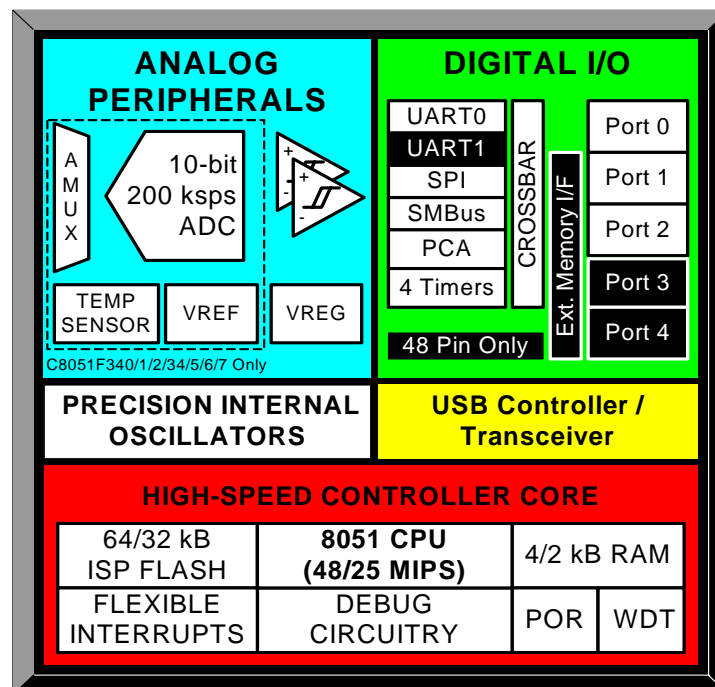 ANALOG
PERIPHERALS
A
M
U
X
10-bit
200 ksps
ADC
+
-
+
-
TEMP
SENSOR
VREF
VREG
C8051F340/1/2/34/5/6/7 Only
DIGITAL I/O
UART0
UART1
SPI
SMBus
PCA
4 Timers
48 Pin Only
CROSSBAR
Ext. Memory I/F
Port 0
Port 1
Port 2
Port 3
Port 4
PRECISION INTERNAL
OSCILLATORS
USB Controller /
Transceiver
HIGH-SPEED CONTROLLER CORE
64/32 kB
ISP FLASH
8051 CPU
(48/25 MIPS)
4/2 kB RAM
FLEXIBLE
INTERRUPTS
DEBUG
CIRCUITRY
POR
WDT